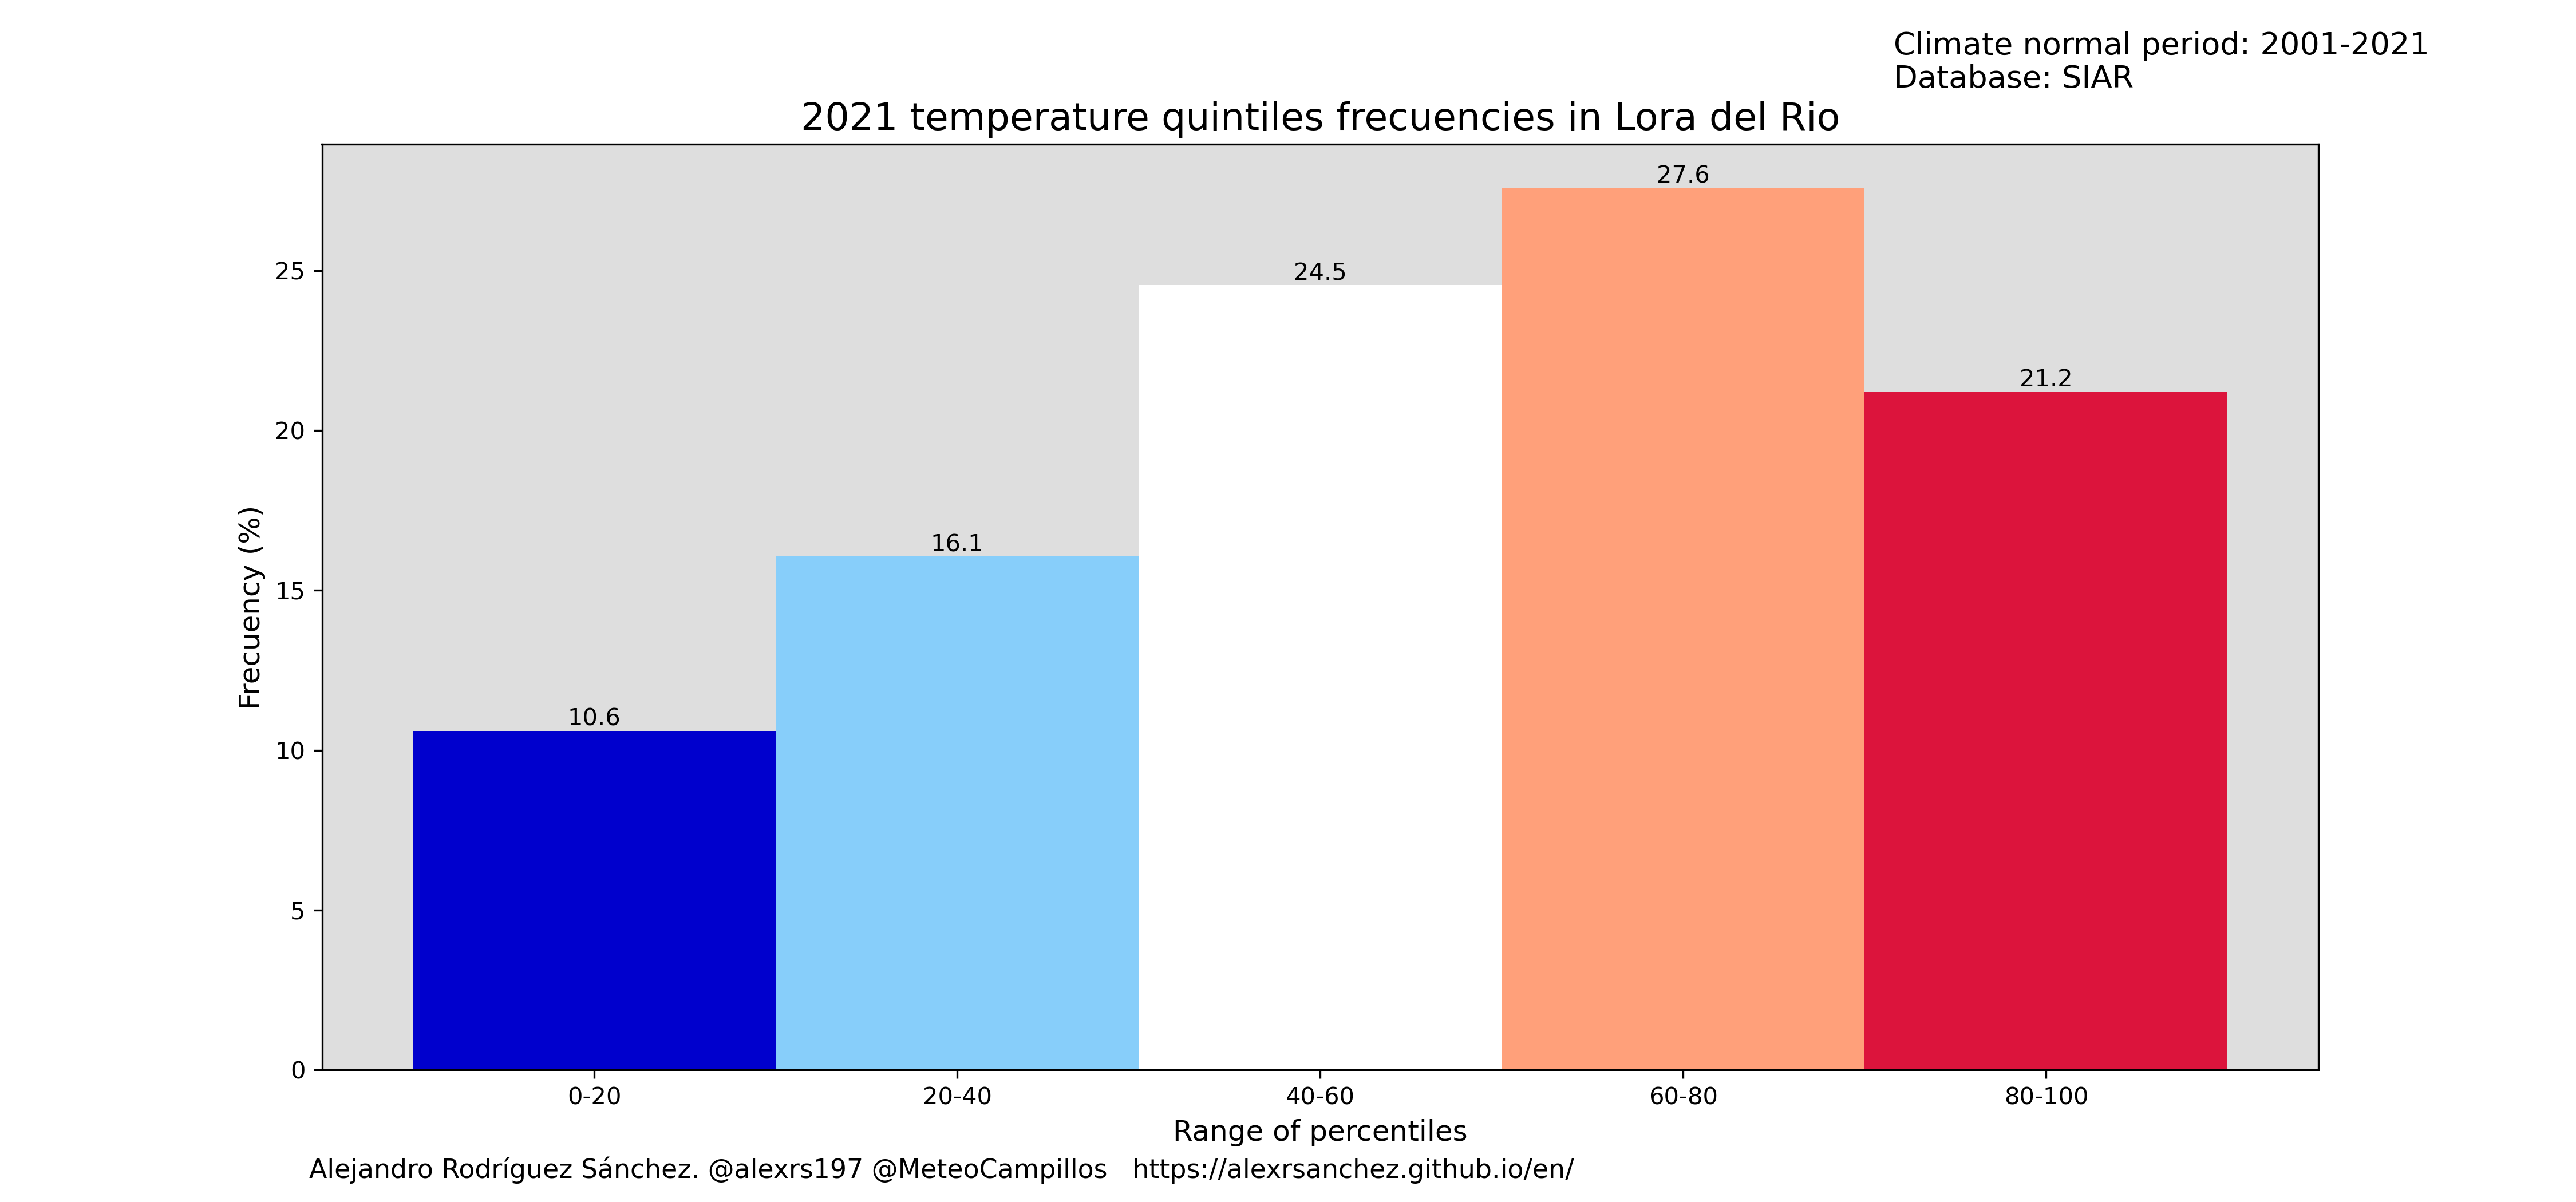 Climate normal period: 2001-2021
Database: SIAR
2021 temperature quintiles frecuencies in Lora del Rio
27.6
24.5
21.2
16.1
10.6
25
20
15
10
5
0
Frecuency (%)
0-20 20-40 40-60 60-80 80-100
Range of percentiles
Alejandro Rodríguez Sánchez. @alexrs197 @MeteoCampillos https://alexrsanchez.github.io/en/